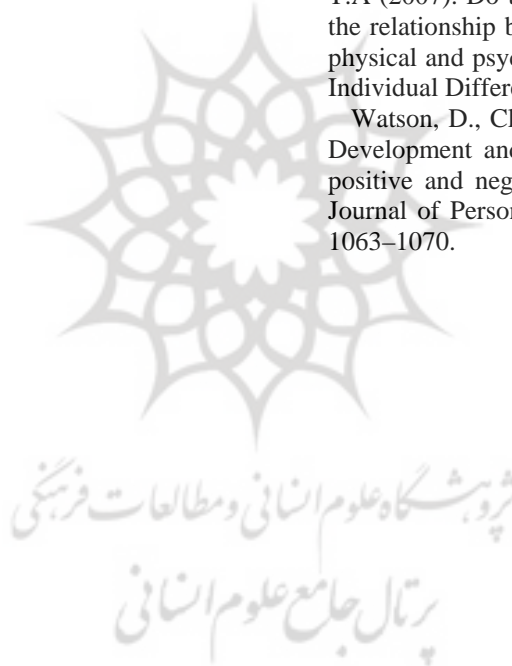 (2007). Do
the relationship b
physical and psyc
Individual Differe
Watson, D., Cl
Development and
positive and neg
Journal of Person
1063–1070.
پژوهشگاه علوم انسانی و مطالعات فرهنگی
پرتال جامع علوم انسانی